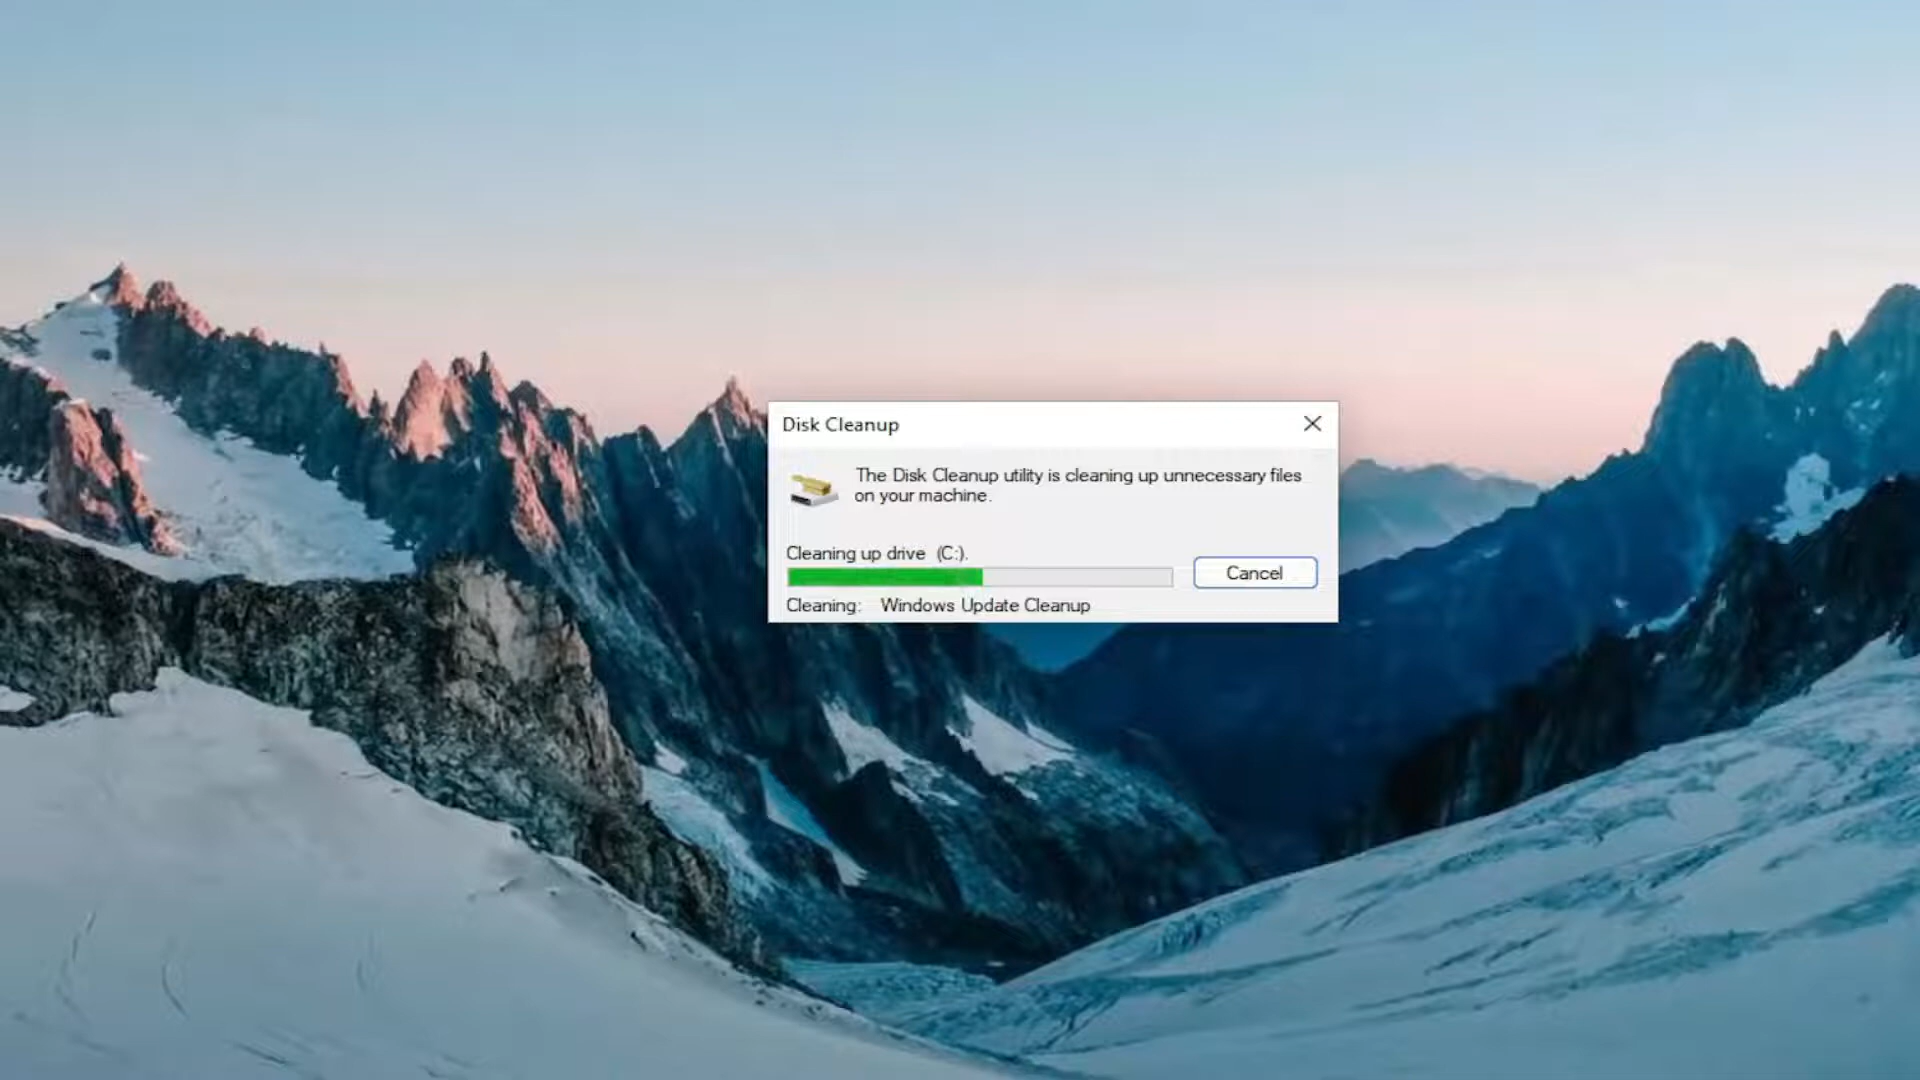 Disk Cleanup
The Disk Cleanup utility is cleaning up unnecessary files
on your machine.
Cleaning up drive (C:).
Cancel
Cleaning: Windows Update Cleanup